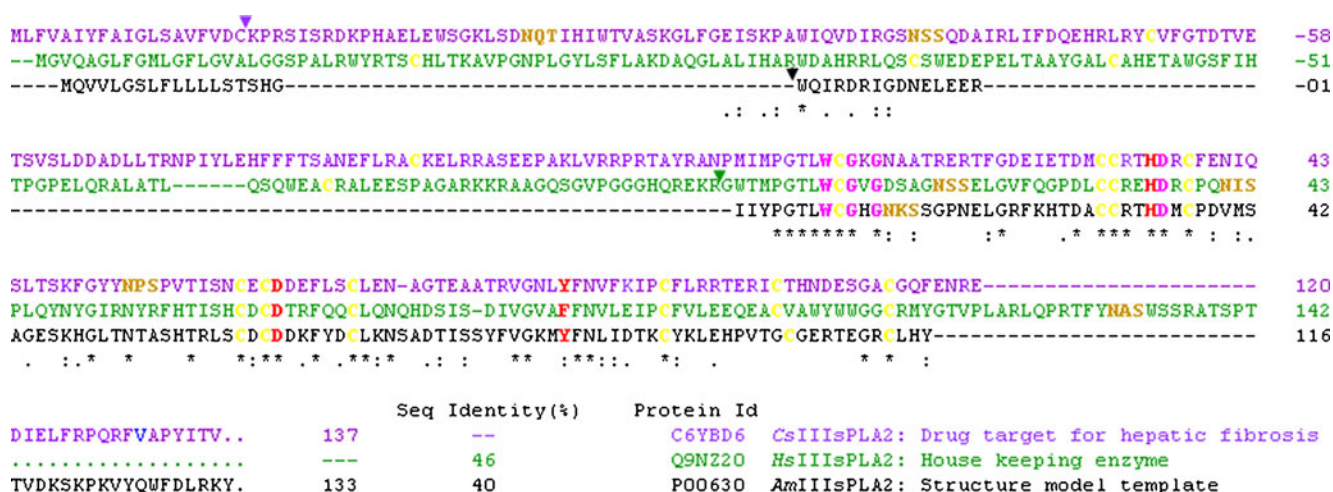 MLFVAIYFAIGLSAVFVDCKPRSISRDKPHAELEWSGKLSDNQTIHIWTVASKGLFGEISKPAWIQVDIRGSNSSQDAIRLIFDQEHRLRYCVFGTDTVE -58
--MGVQAGLFGMLGFLGVALGGSPALRWYRTSCHLTKAVPGNPLGYLSFLAKDAQGLALIHARWDAHRRLQSCSWEDEPELTAAYGALCAHETAWGSFIH -51
----MQVVLGSLFLLLLSTSHG-----------------------------------------WQIRDRIGDNELEER---------------------- -01
.: .: * . . ::
TSVSLDDADLLTRNPIYLEHFFFTSANEFLRACKELRRASEEPAKLVRRPRTAYRANPMIMPGTLWCGKGNAATRERTFGDEIETDMCCRTHDRCFENIQ 43
TPGPELQRALATL------QSQWEACRALEESPAGARKKRAAGQSGVPGGGHQREKRGWTMPGTLWCGVGDSAGNSSELGVFQGPDLCCREHDRCPQNIS 43
----------------------------------------------------------IIYPGTLWCGHGNKSSGPNELGRFKHTDACCRTHDMCPDVMS 42
******* *: : :* .* *** ** * : :.
SLTSKFGYYNPSPVTISNCECDDEFLSCLEN-AGTEAATRVGNLYFNVFKIPCFLRRTERICTHNDESGACGQFENRE---------------------- 120
PLQYNYGIRNYRFHTISHCDCDTRFQQCLQNQHDSIS-DIVGVAFFNVLEIPCFVLEEQEACVAWYWWGGCRMYGTVPLARLQPRTFYNASWSSRATSPT 142
AGESKHGLTNTASHTRLSCDCDDKFYDCLKNSADTISSYFVGKMYFNLIDTKCYKLEHPVTGCGERTEGRCLHY-------------------------- 116
. :.* * * *:** .* .**:* .: : ** :**::: *: . * * :
Seq Identity(%) Protein Id
DIELFRPQRFVAPYITV.. 137 -- C6YBD6 CsIIIsPLA2: Drug target for hepatic fibrosis
................... --- 46 Q9NZ20 HsIIIsPLA2: House keeping enzyme
TVDKSKPKVYQWFDLRKY. 133 40 P00630 AmIIIsPLA2: Structure model template